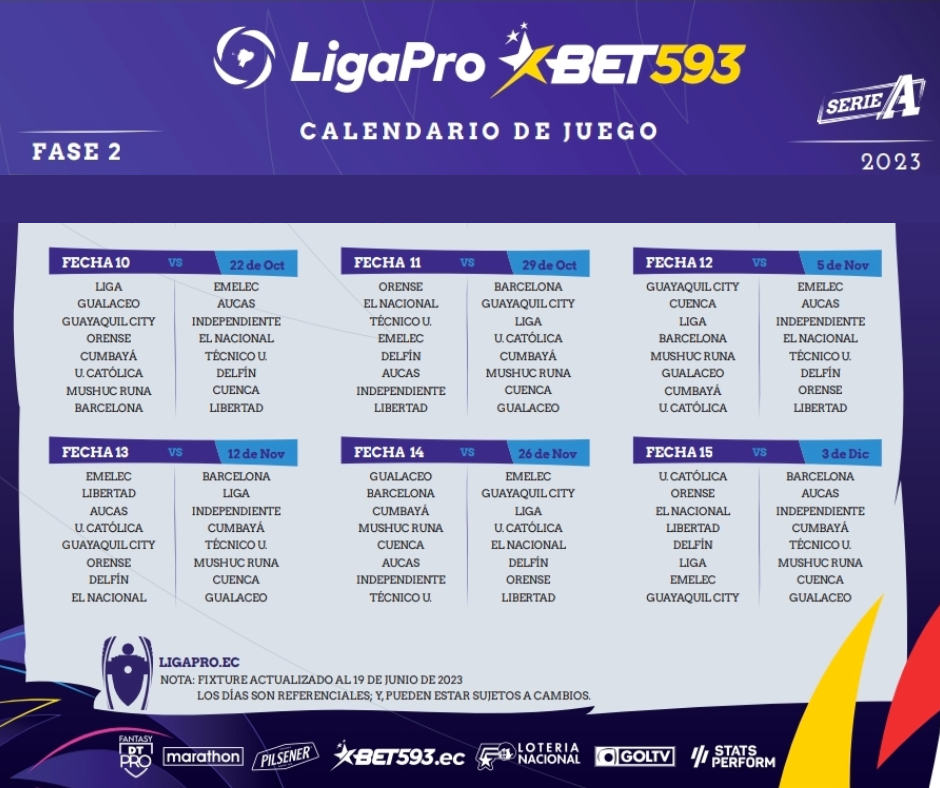 LigaPro XBET593
CALENDARIO DE JUEGO
SERIE A
FASE 2
2023
FECHA 10 VS 22 de Oct
LIGA EMELEC
GUALACEO AUCAS
GUAYAQUIL CITY INDEPENDIENTE
ORENSE EL NACIONAL
CUMBAYÁ TÉCNICO U.
U. CATÓLICA DELFÍN
MUSHUC RUNA CUENCA
BARCELONA LIBERTAD
FECHA 11 VS 29 de Oct
ORENSE BARCELONA
EL NACIONAL GUAYAQUIL CITY
TÉCNICO U. LIGA
EMELEC U. CATÓLICA
DELFÍN CUMBAYÁ
AUCAS MUSHUC RUNA
INDEPENDIENTE CUENCA
LIBERTAD GUALACEO
FECHA 12 VS 5 de Nov
GUAYAQUIL CITY EMELEC
CUENCA AUCAS
LIGA INDEPENDIENTE
BARCELONA EL NACIONAL
MUSHUC RUNA TÉCNICO U.
GUALACEO DELFÍN
CUMBAYÁ ORENSE
U. CATÓLICA LIBERTAD
FECHA 13 VS 12 de Nov
EMELEC BARCELONA
LIBERTAD LIGA
AUCAS INDEPENDIENTE
U. CATÓLICA CUMBAYÁ
GUAYAQUIL CITY TÉCNICO U.
ORENSE MUSHUC RUNA
DELFÍN CUENCA
EL NACIONAL GUALACEO
FECHA 14 VS 26 de Nov
GUALACEO EMELEC
BARCELONA GUAYAQUIL CITY
CUMBAYÁ LIGA
MUSHUC RUNA U. CATÓLICA
CUENCA EL NACIONAL
AUCAS DELFÍN
INDEPENDIENTE ORENSE
TÉCNICO U. LIBERTAD
FECHA 15 VS 3 de Dic
U. CATÓLICA BARCELONA
ORENSE AUCAS
EL NACIONAL INDEPENDIENTE
LIBERTAD CUMBAYÁ
DELFÍN TÉCNICO U.
LIGA MUSHUC RUNA
EMELEC CUENCA
GUAYAQUIL CITY GUALACEO
LIGAPRO.EC
NOTA: FIXTURE ACTUALIZADO AL 19 DE JUNIO DE 2023
LOS DÍAS SON REFERENCIALES; Y, PUEDEN ESTAR SUJETOS A CAMBIOS.
FANTASY
DT
PRO
marathon
PILSENER
XBET593.ec
LOTERIA
NACIONAL
GOLTV
STATS
PERFORM